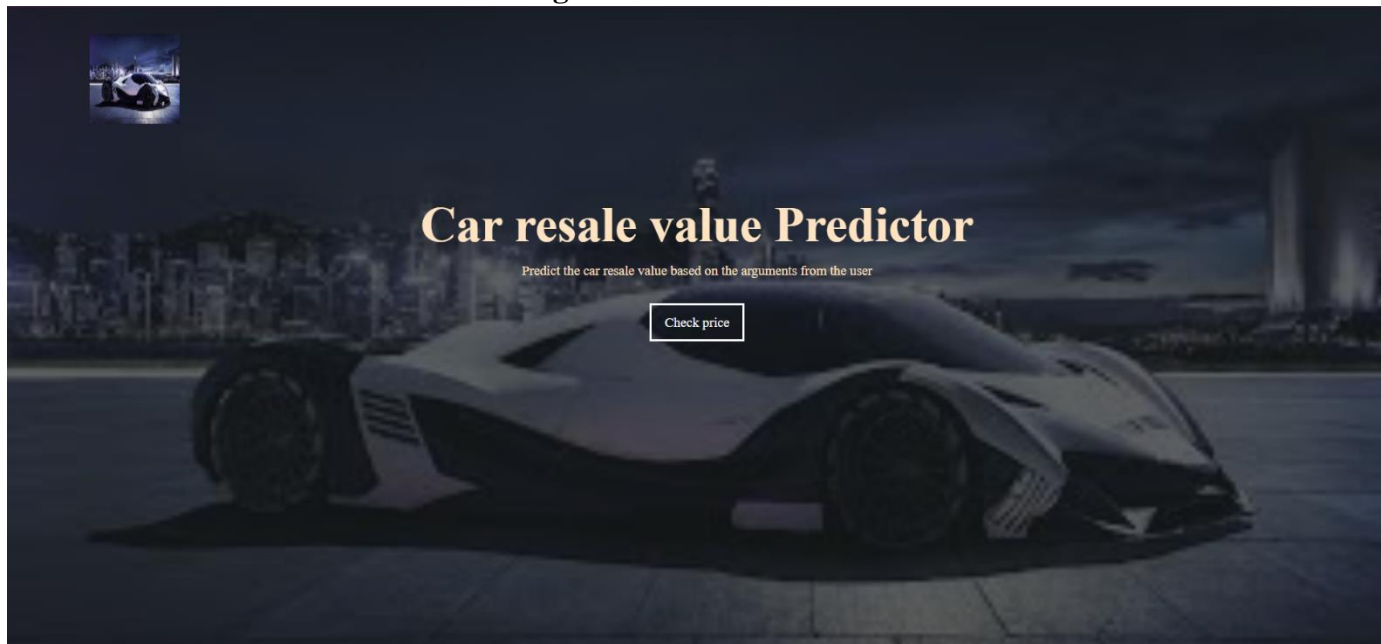 Car resale value Predictor
Predict the car resale value based on the arguments from the user
Check price